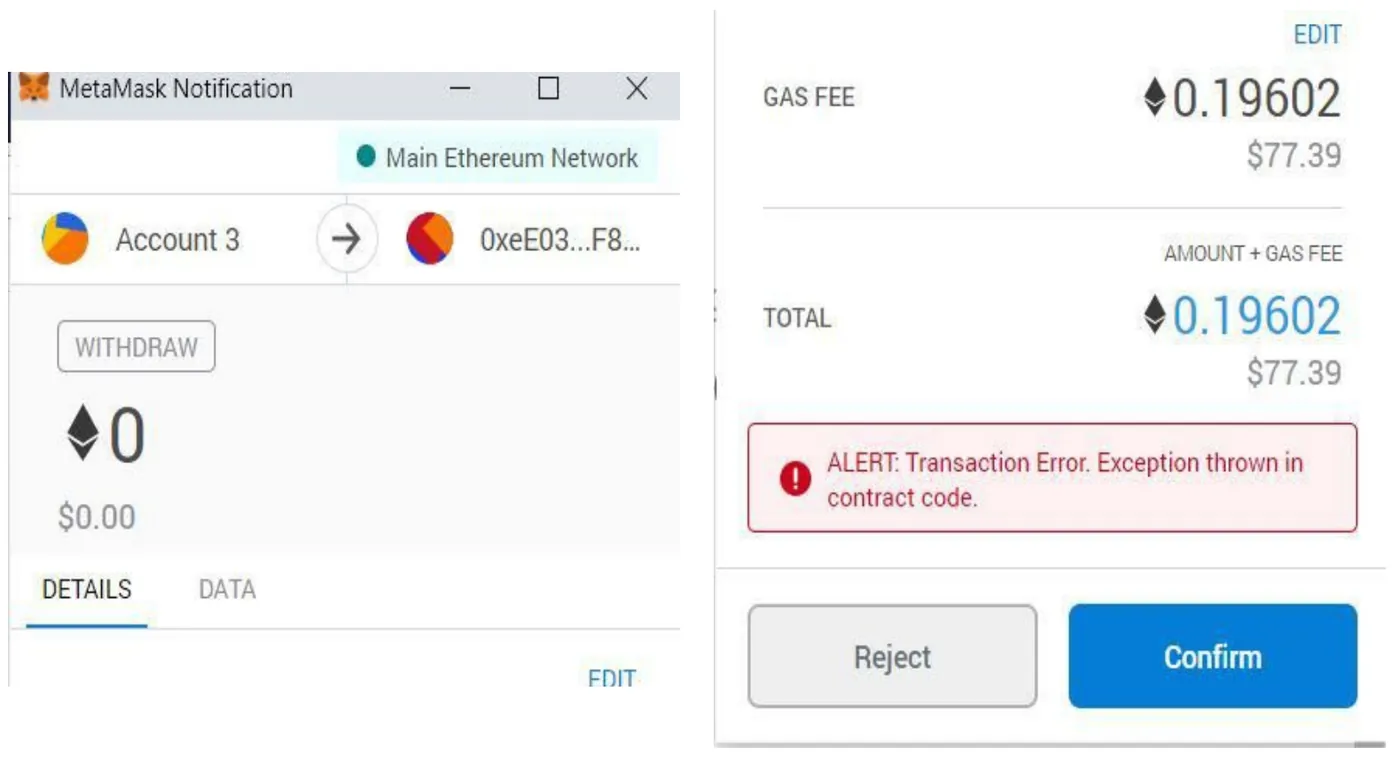 MetaMask Notification
Main Ethereum Network
Account 3
0xeE03...F8...
WITHDRAW
0
$0.00
DETAILS DATA
EDIT
EDIT
GAS FEE
0.19602
$77.39
AMOUNT + GAS FEE
TOTAL
0.19602
$77.39
ALERT: Transaction Error. Exception thrown in
contract code.
Reject
Confirm